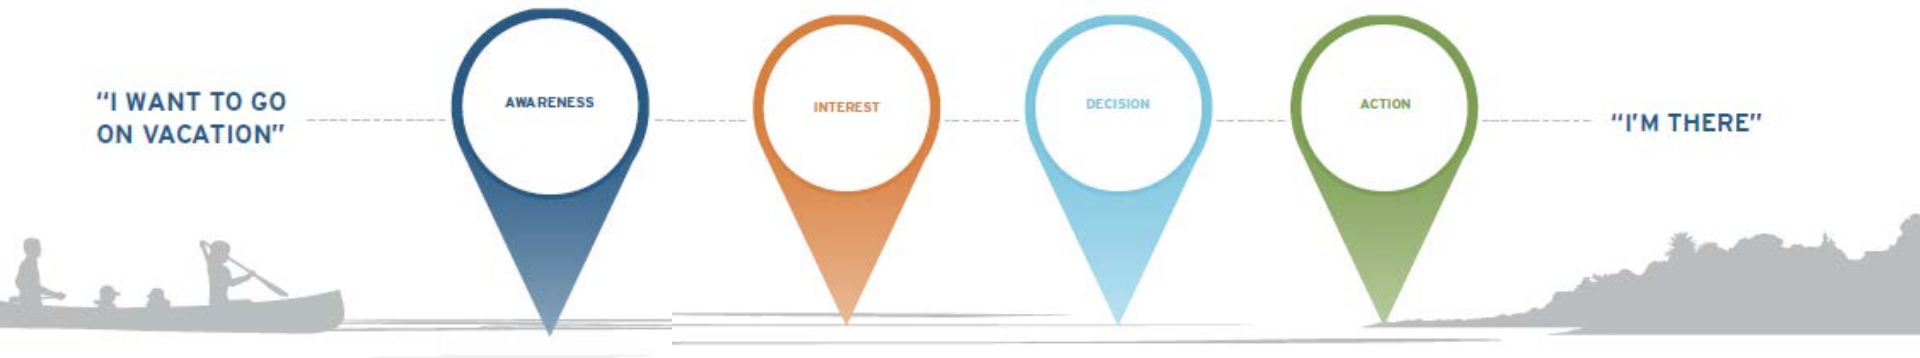 “I WANT TO GO
ON VACATION”
AWARENESS
INTEREST
DECISION
ACTION
“I’M THERE”